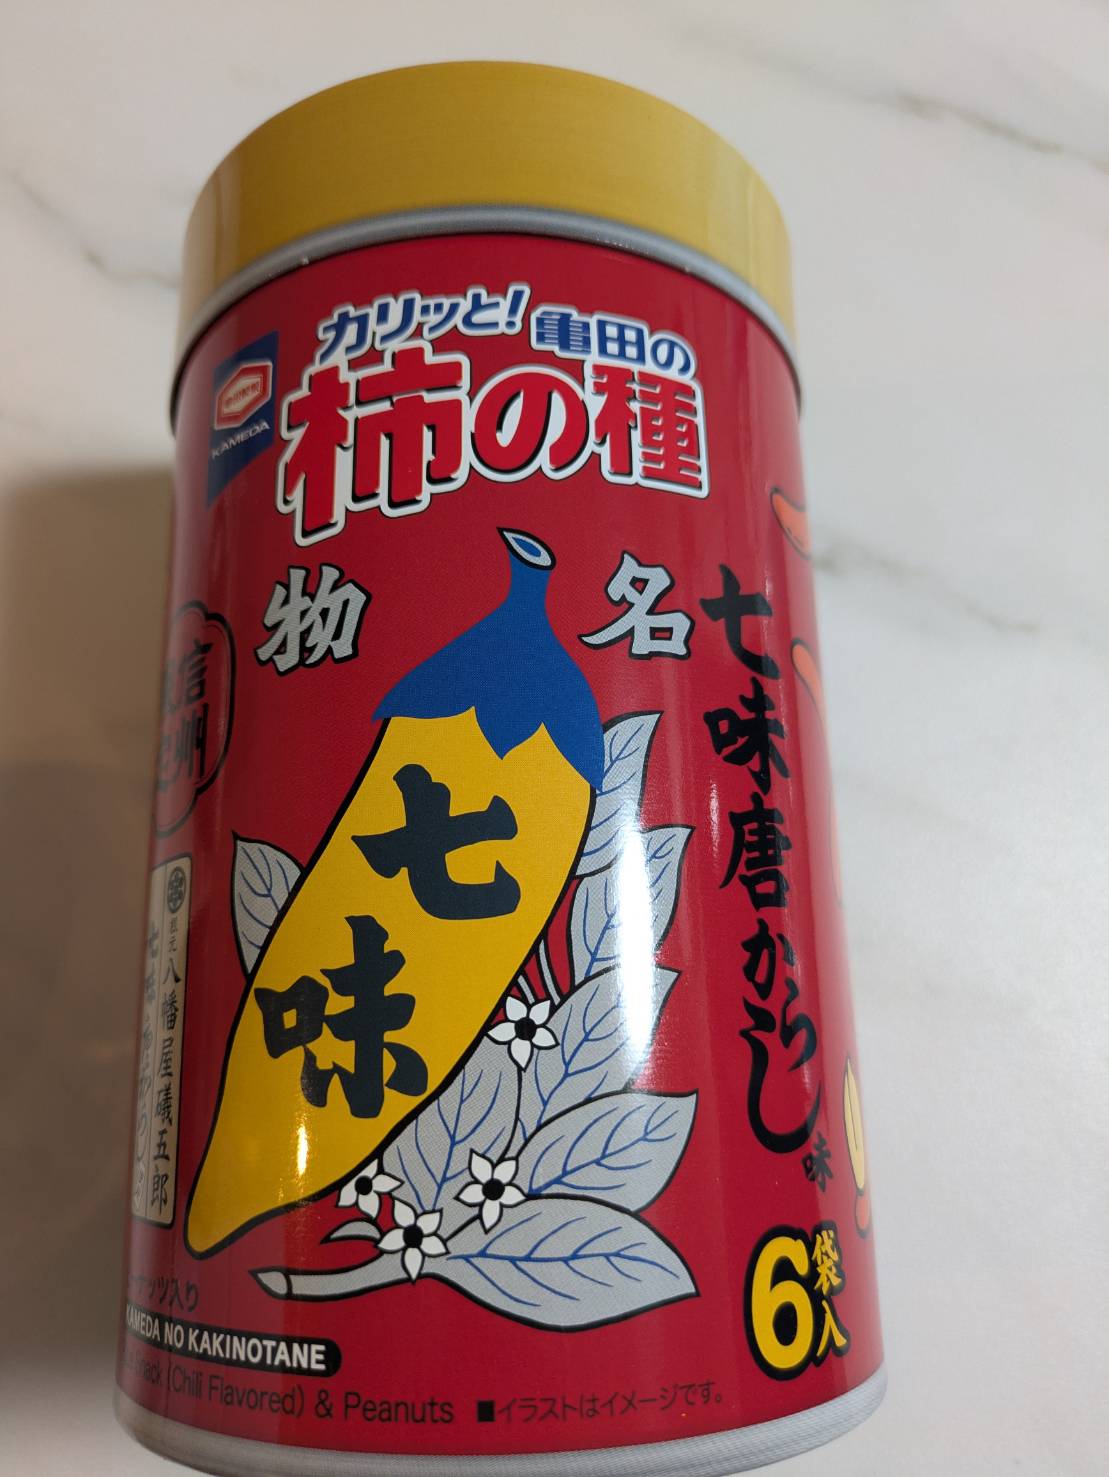 カリッと!亀田の
柿の種
KAMEDA
名物
七味
七味唐からし味
信州
八幡屋礒五郎
6袋入
KAMEDA NO KAKINOTANE
(Chili Flavored) & Peanuts
■イラストはイメージです。